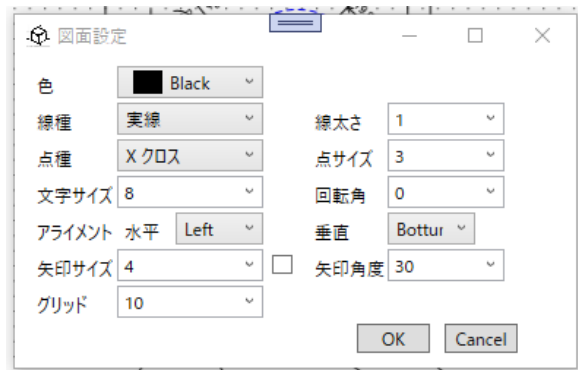 図面設定
色 Black
線種 実線 線太さ 1
点種 X クロス 点サイズ 3
文字サイズ 8 回転角 0
アライメント 水平 Left 垂直 Bottur
矢印サイズ 4 矢印角度 30
グリッド 10
OK Cancel